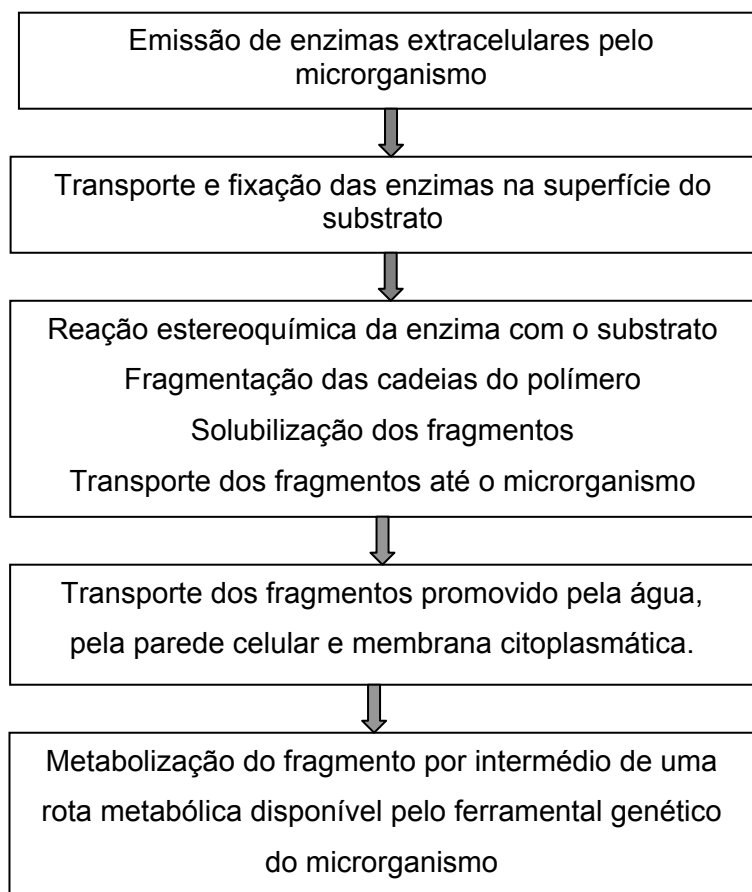 Emissão de enzimas extracelulares pelo
microrganismo
Transporte e fixação das enzimas na superfície do
substrato
Reação estereoquímica da enzima com o substrato
Fragmentação das cadeias do polímero
Solubilização dos fragmentos
Transporte dos fragmentos até o microrganismo
Transporte dos fragmentos promovido pela água,
pela parede celular e membrana citoplasmática.
Metabolização do fragmento por intermédio de uma
rota metabólica disponível pelo ferramental genético
do microrganismo